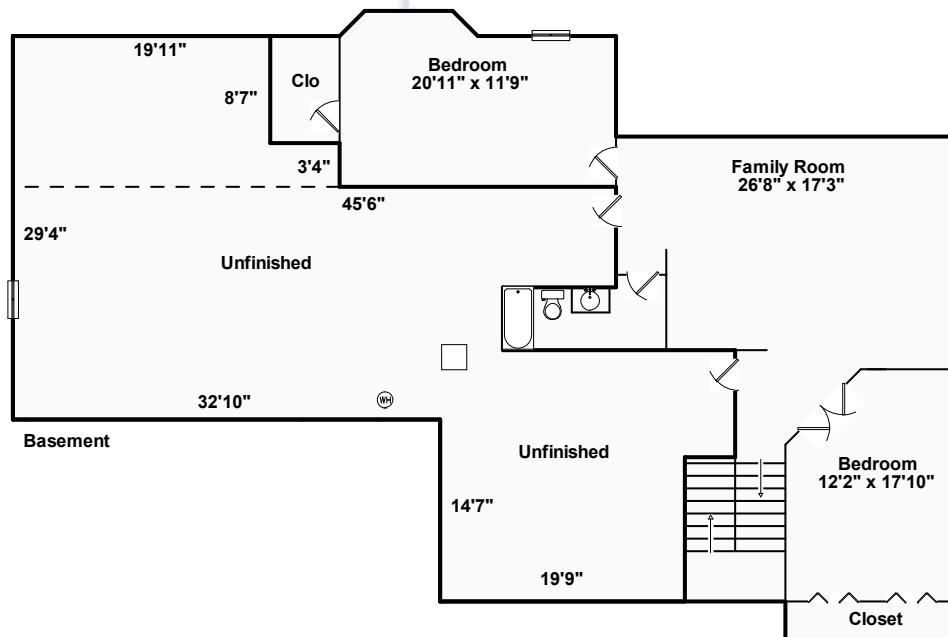 19'11"
Clo
8'7"
Bedroom
20'11" x 11'9"
3'4"
Family Room
26'8" x 17'3"
45'6"
29'4"
Unfinished
32'10"
WH
Basement
Unfinished
Bedroom
12'2" x 17'10"
14'7"
19'9"
Closet